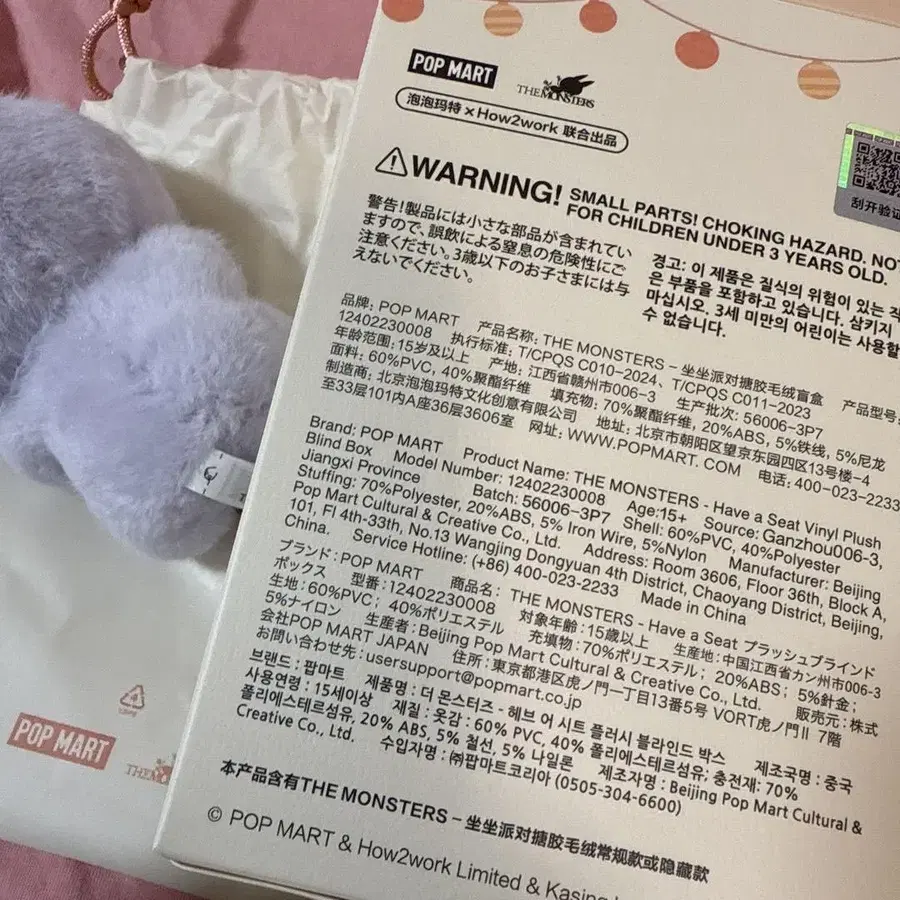 POP MART
THE MONSTERS
泡泡玛特×How2work 联合出品
刮开验证
WARNING! SMALL PARTS! CHOKING HAZARD. NOT
FOR CHILDREN UNDER 3 YEARS OLD.
警告!製品には小さな部品が含まれてい
ますので、誤飲による窒息の危険性にご
注意ください。3歳以下のお子さまには与
えないでください。
경고: 이 제품은 질식의 위험이 있는 작
은 부품을 포함하고 있습니다. 삼키지
마십시오. 3세 미만의 어린이는 사용할
수 없습니다.
品牌: POP MART 产品名称: THE MONSTERS – 坐坐派对搪胶毛绒盲盒 产品型号:
12402230008 执行标准: T/CPQS C010-2024、T/CPQS C011-2023
年龄范围: 15岁及以上 产地: 江西省赣州市006-3 生产批次: 56006-3P7
面料: 60%PVC, 40%聚酯纤维 填充物: 70%聚酯纤维, 20%ABS, 5%铁线, 5%尼龙
制造商: 北京泡泡玛特文化创意有限公司 地址: 北京市朝阳区望京东园四区13号楼-4
至33层101内A座36层3606室 网址: WWW.POPMART.COM 电话: 400-023-2233
Brand: POP MART Product Name: THE MONSTERS - Have a Seat Vinyl Plush
Blind Box Model Number: 12402230008 Age:15+ Source: Ganzhou006-3,
Jiangxi Province Batch: 56006-3P7 Shell: 60%PVC, 40%Polyester
Stuffing: 70%Polyester, 20%ABS, 5% Iron Wire, 5%Nylon Manufacturer: Beijing
Pop Mart Cultural & Creative Co., Ltd. Address: Room 3606, Floor 36th, Block A,
101, Fl 4th-33th, No.13 Wangjing Dongyuan 4th District, Chaoyang District, Beijing,
China. Service Hotline: (+86) 400-023-2233 Made in China
ブランド: POP MART 商品名: THE MONSTERS - Have a Seat プラッシュブラインド
ボックス 型番: 12402230008 対象年齢: 15歳以上 生産地: 中国江西省カン州市006-3
生地: 60%PVC; 40%ポリエステル 充填物: 70%ポリエステル; 20%ABS; 5%針金;
5%ナイロン 生産者: Beijing Pop Mart Cultural & Creative Co., Ltd. 販売元: 株式
会社POP MART JAPAN 住所: 東京都港区虎ノ門一丁目13番5号 VORT虎ノ門II 7階
お問い合わせ先: usersupport@popmart.co.jp
브랜드: 팝마트 제품명: 더 몬스터즈 - 헤브 어 시트 플러시 블라인드 박스 제조국명: 중국
사용연령: 15세이상 재질: 옷감: 60% PVC, 40% 폴리에스테르섬유; 충전재: 70%
폴리에스테르섬유, 20% ABS, 5% 철선, 5% 나일론 제조자명: Beijing Pop Mart Cultural &
Creative Co., Ltd. 수입자명: ㈜팝마트코리아 (0505-304-6600)
本产品含有THE MONSTERS – 坐坐派对搪胶毛绒常规款或隐藏款
© POP MART & How2work Limited & Kasing
POP MART